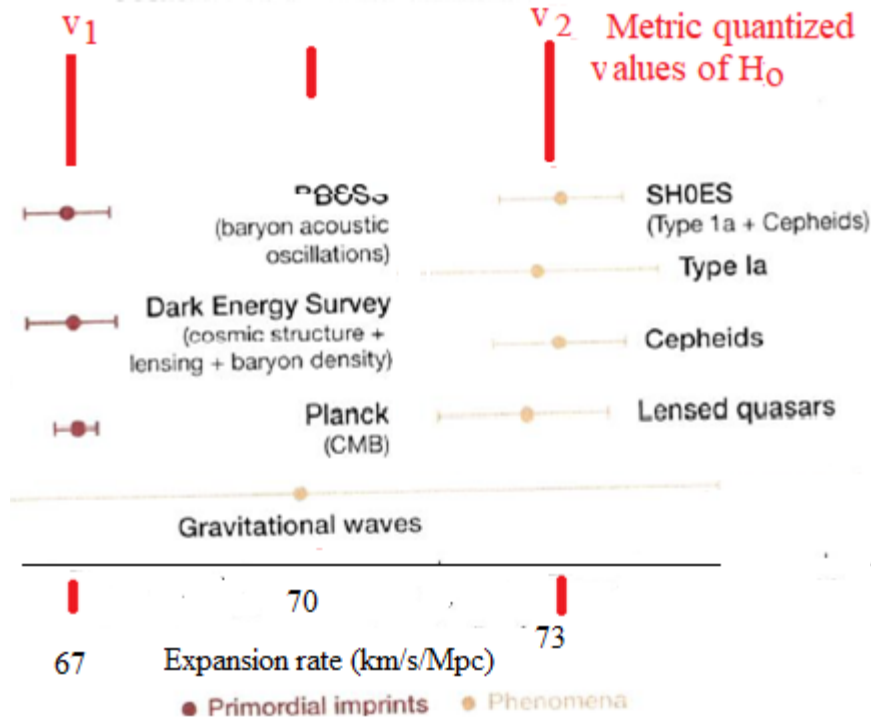 v1
v2 Metric quantized
values of HO
(baryon acoustic
oscillations)
SH0ES
(Type 1a + Cepheids)
Type Ia
Dark Energy Survey
(cosmic structure +
lensing + baryon density)
Cepheids
Planck
(CMB)
Lensed quasars
Gravitational waves
70
67
73
Expansion rate (km/s/Mpc)
Primordial imprints
Phenomena